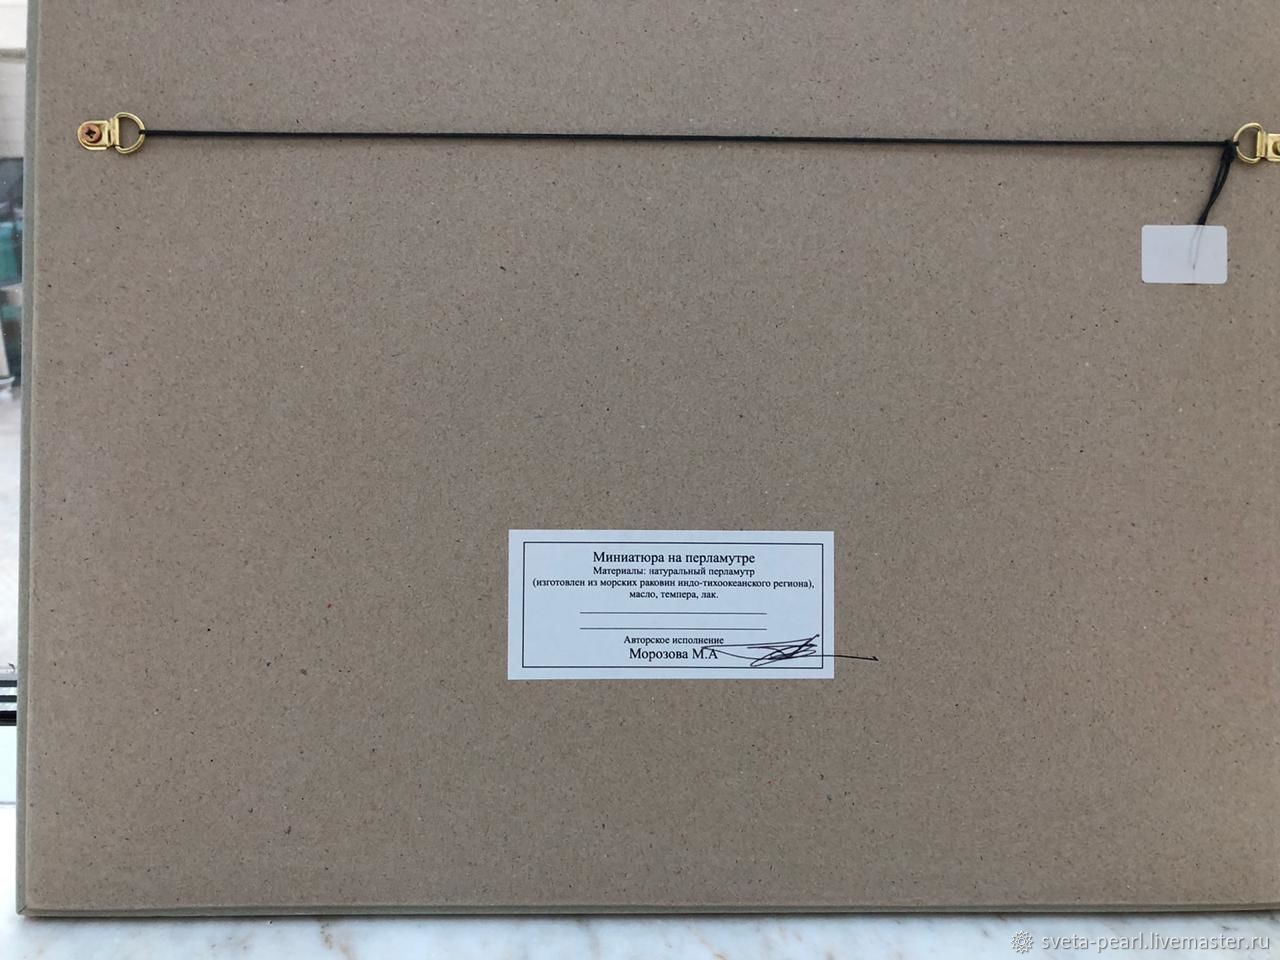 Миниатюра на перламутре
Материалы: натуральный перламутр
(изготовлен из морских раковин индо-тихоокеанского региона),
масло, темпера, лак.
Авторское исполнение
Морозова М.А
sveta-pearl.livemaster.ru